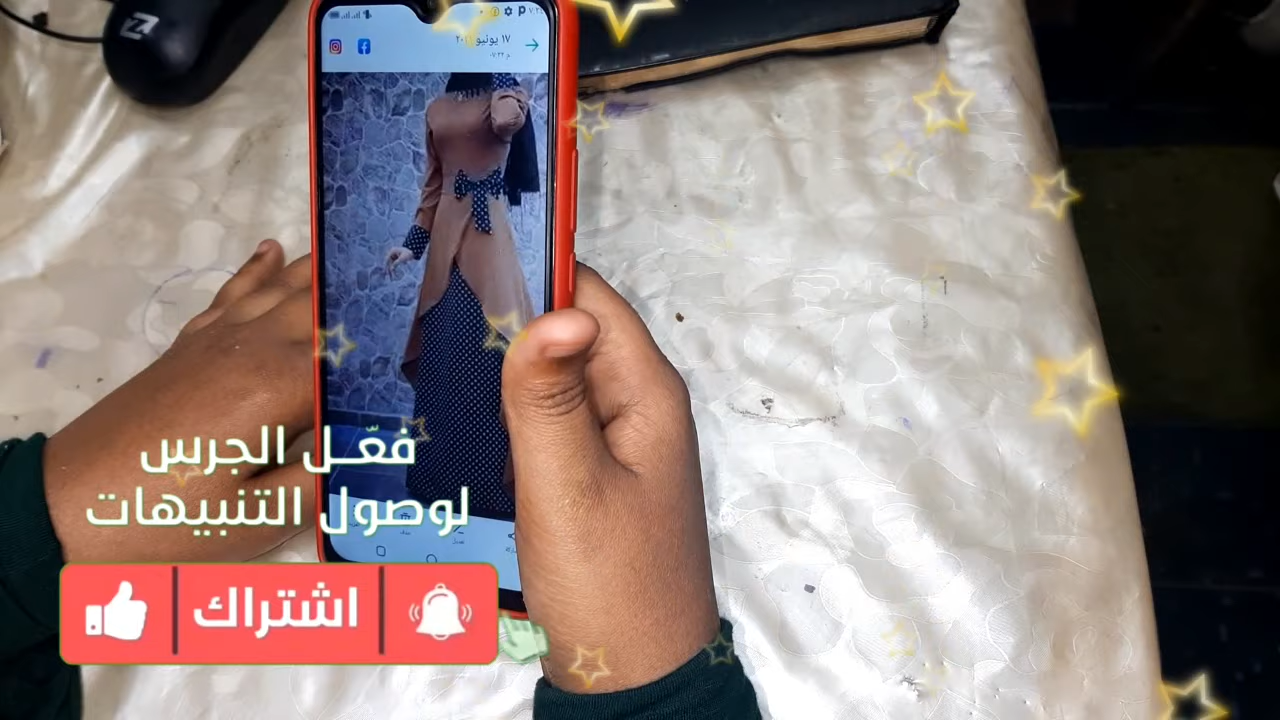 ١٧ يونيو
فعّل الجرس
لوصول التنبيهات
اشتراك